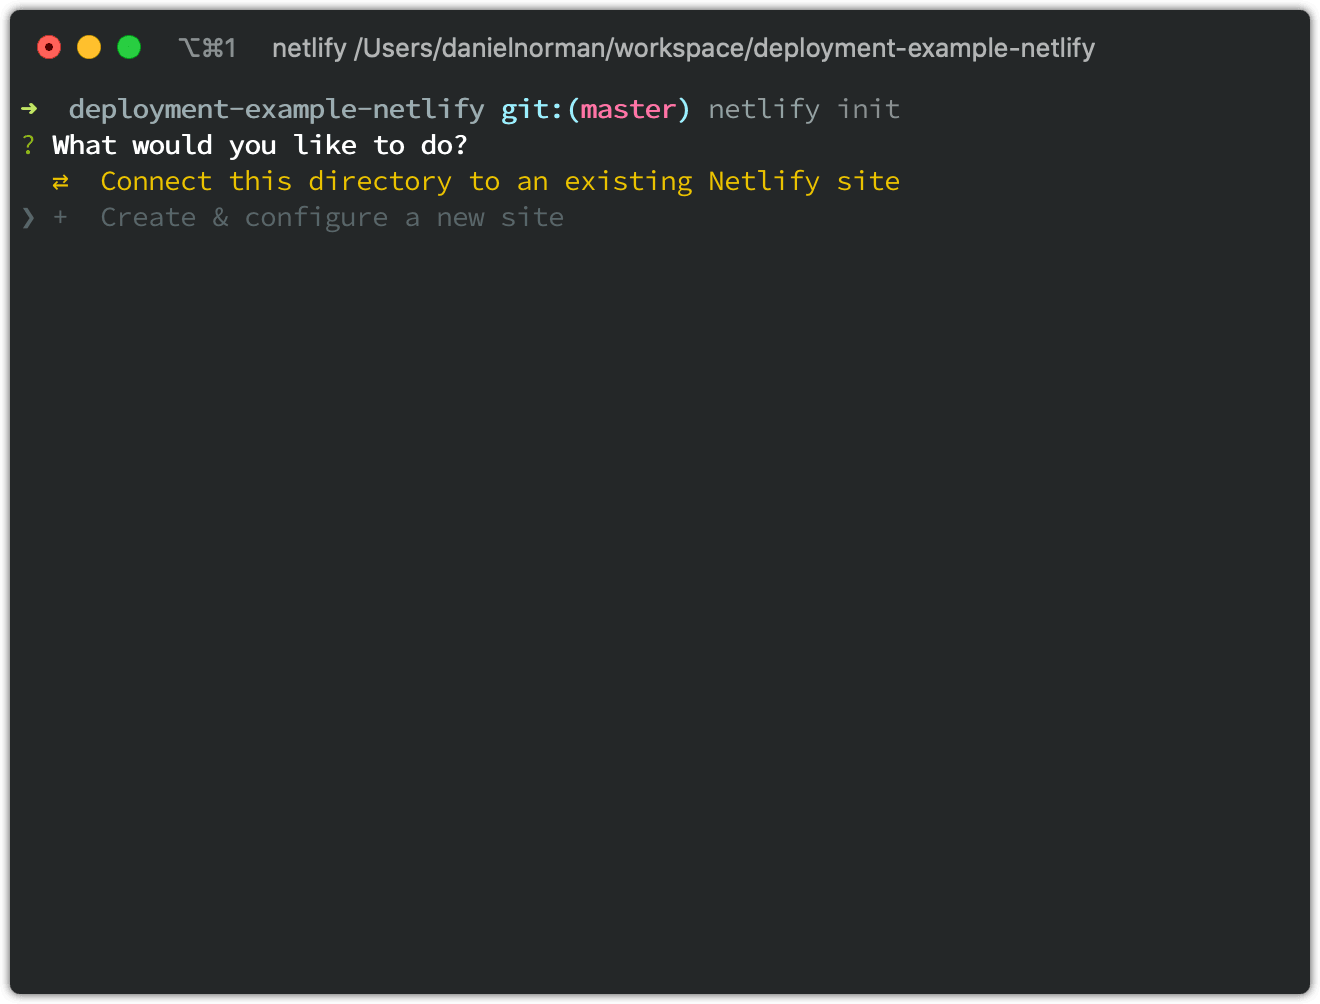 ⌥⌘1 netlify /Users/danielnorman/workspace/deployment-example-netlify
➜ deployment-example-netlify git:(master) netlify init
? What would you like to do?
⇄ Connect this directory to an existing Netlify site
❯ + Create & configure a new site